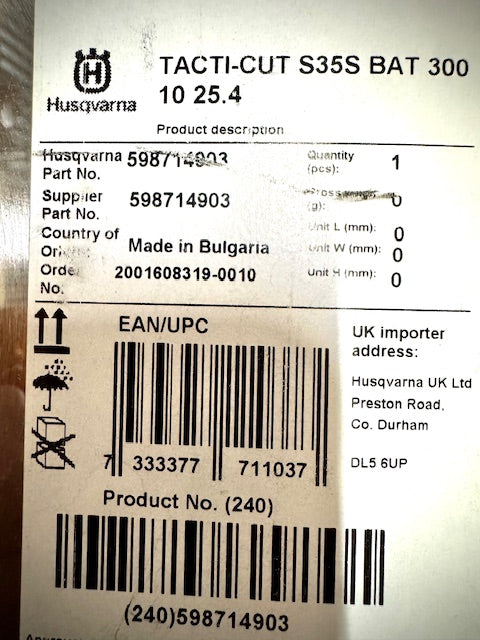 H
Husqvarna
TACTI-CUT S35S BAT 300
10 25.4
Product description
Husqvarna Part No. 598714903
Quantity (pcs): 1
Supplier Part No. 598714903
(g): 0
Country of Made in Bulgaria
Unit L (mm): 0
Unit W (mm): 0
No. 2001608319-0010
Unit H (mm): 0
EAN/UPC
7 333377 711037
UK importer
address:
Husqvarna UK Ltd
Preston Road,
Co. Durham
DL5 6UP
Product No. (240)
(240)598714903